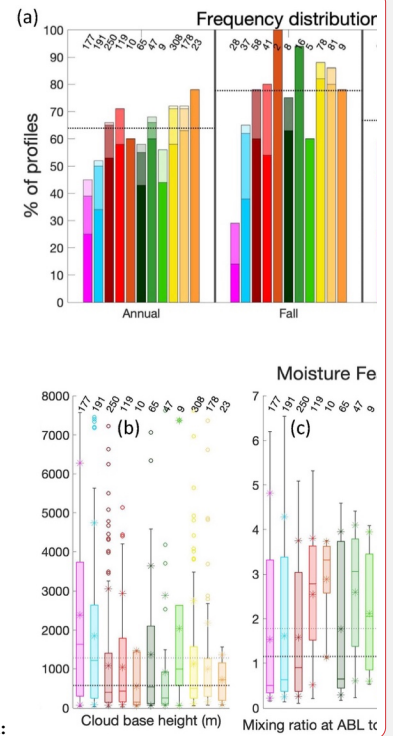 (a)
Frequency distribution
100
90
80
70
60
50
40
30
20
10
0
% of profiles
177 191 250 119 10 65 47 9 308 178 23
28 37 58 41 2 8 16 5 78 81 9
Annual Fall
Moisture Fe
8000
7000
6000
5000
4000
3000
2000
1000
0
177 191 250 119 10 65 47 9 308 178 23
(b)
Cloud base height (m)
7
6
5
4
3
2
1
0
177 191 250 119 10 65 47 9
(c)
Mixing ratio at ABL to
: